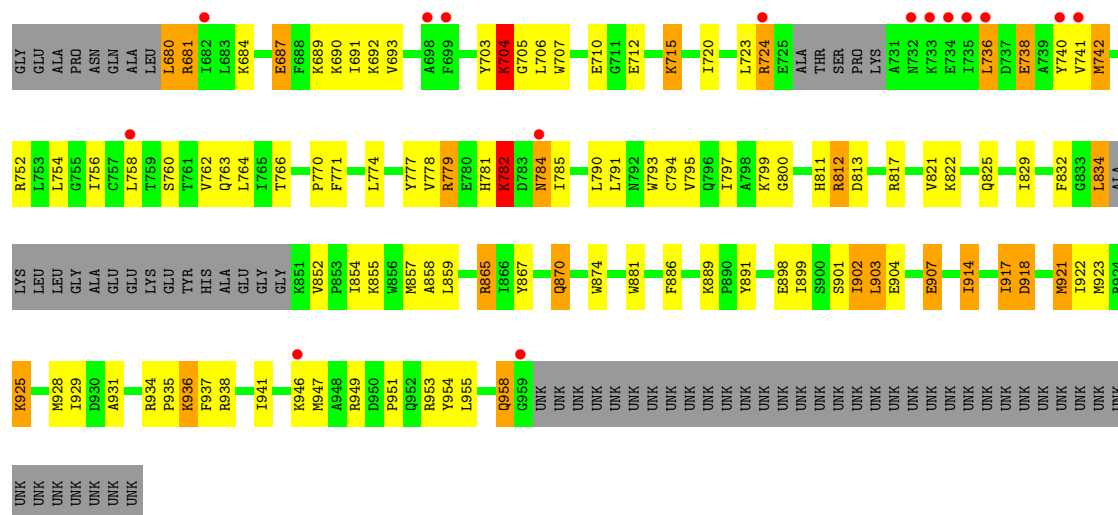 GLY GLU ALA PRO ASN GLN ALA LEU L680 R681 I682 L683 K684 E687 F688 K689 K690 I691 K692 V693 A698 F699 Y703 K704 G705 L706 W707 E710 G711 E712 K715 I720 L723 R724 E725 ALA THR SER PRO LYS A731 N732 K733 E734 I735 L736 D737 E738 A739 Y740 V741 M742
R752 L753 L754 G755 I756 C757 L758 T759 S760 T761 V762 Q763 L764 I765 T766 P770 F771 L774 Y777 V778 R779 E780 H781 K782 D783 N784 I785 L790 L791 N792 W793 C794 V795 Q796 I797 A798 K799 G800 H811 R812 D813 R817 V821 K822 Q825 I829 F832 G833 L834 ALA
LYS LEU LEU GLY ALA GLU GLU LYS GLU TYR HIS ALA GLU GLY GLY K851 V852 P853 I854 K855 W856 M857 A858 L859 R865 I866 Y867 Q870 W874 W881 F886 K889 P890 Y891 E898 I899 S900 S901 I902 L903 E904 E907 I914 I917 D918 M921 I922 M923 R924
K925 M928 I929 D930 A931 R934 P935 K936 F937 R938 I941 K946 M947 A948 R949 D950 P951 Q952 R953 Y954 L955 Q958 G959 UNK UNK UNK UNK UNK UNK UNK UNK UNK UNK UNK UNK UNK UNK UNK UNK UNK UNK UNK UNK UNK UNK UNK UNK UNK UNK UNK UNK UNK UNK UNK
UNK UNK UNK UNK UNK UNK UNK